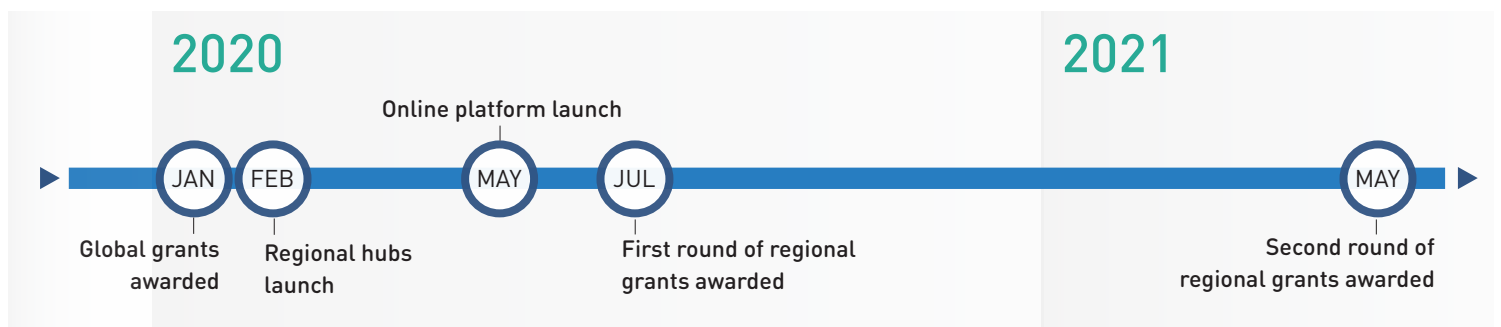 2020
2021
Online platform launch
JAN
FEB
MAY
JUL
MAY
Global grants
awarded
Regional hubs
launch
First round of regional
grants awarded
Second round of
regional grants awarded